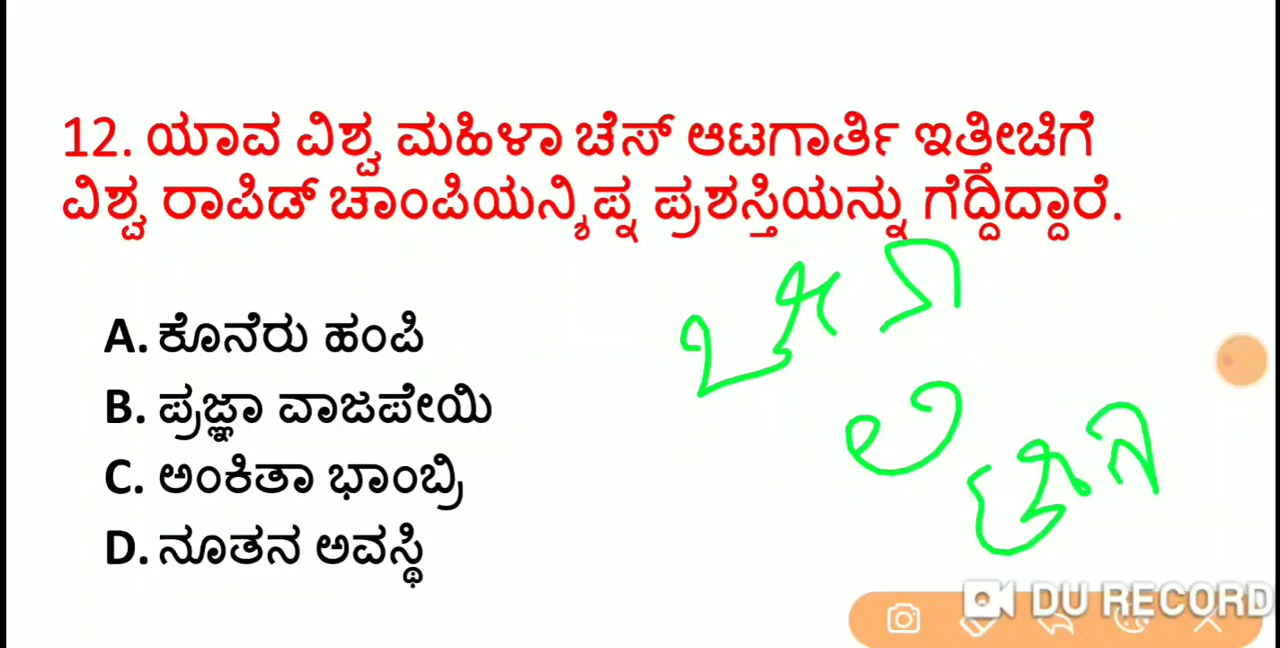 12. ಯಾವ ವಿಶ್ವ ಮಹಿಳಾ ಚೆಸ್ ಆಟಗಾರ್ತಿ ಇತ್ತೀಚಿಗೆ
ವಿಶ್ವ ರಾಪಿಡ್ ಚಾಂಪಿಯನ್ಶಿಪ್ನ ಪ್ರಶಸ್ತಿಯನ್ನು ಗೆದ್ದಿದ್ದಾರೆ.
A. ಕೊನೆರು ಹಂಪಿ
B. ಪ್ರಜ್ಞಾ ವಾಜಪೇಯಿ
C. ಅಂಕಿತಾ ಭಾಂಬ್ರಿ
D. ನೂತನ ಅವಸ್ಥಿ
DU RECORD